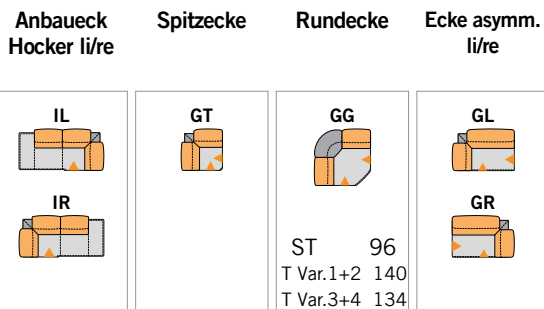 Anbaueck
Hocker li/re
Spitzecke
Rundecke
Ecke asymm.
li/re
IL
IR
GT
GG
ST 96
T Var.1+2 140
T Var.3+4 134
GL
GR